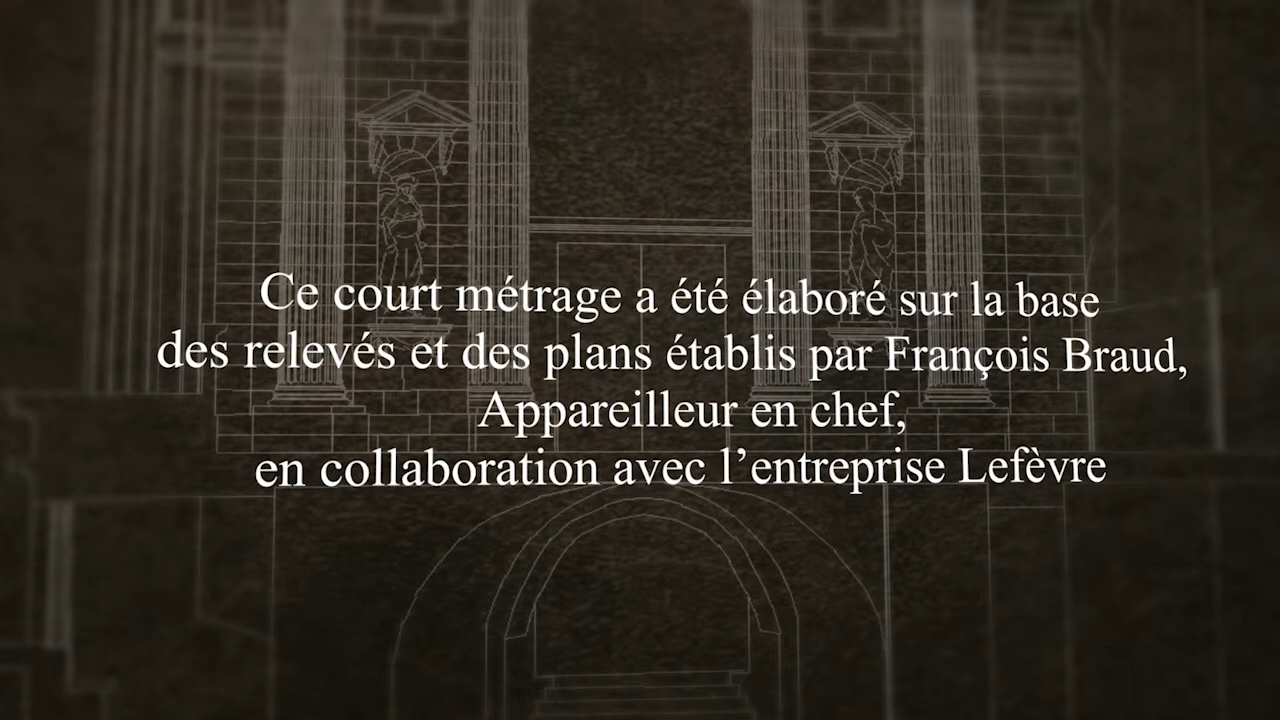 Ce court métrage a été élaboré sur la base
des relevés et des plans établis par François Braud,
Appareilleur en chef,
en collaboration avec l’entreprise Lefèvre